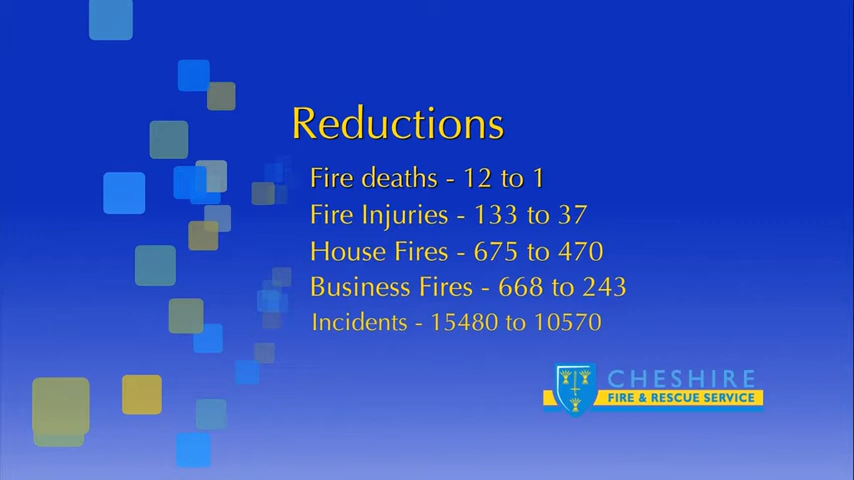 Reductions
Fire deaths - 12 to 1
Fire Injuries - 133 to 37
House Fires - 675 to 470
Business Fires - 668 to 243
Incidents - 15480 to 10570
CHESHIRE
FIRE & RESCUE SERVICE